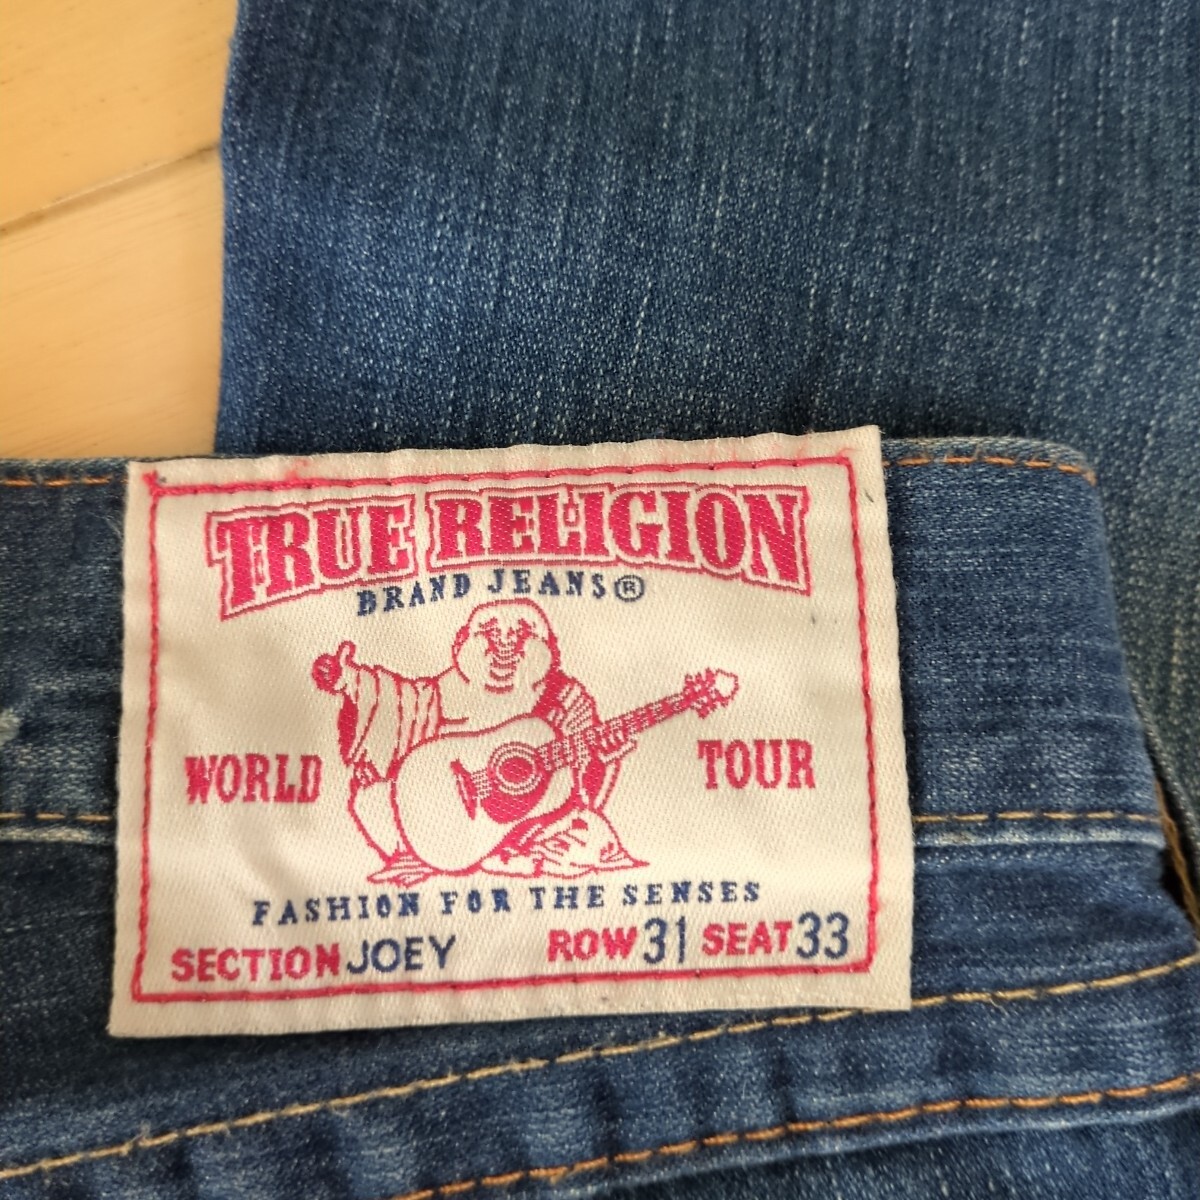 TRUE RELIGION
BRAND JEANS®
WORLD TOUR
FASHION FOR THE SENSES
SECTION JOEY ROW 31 SEAT 33